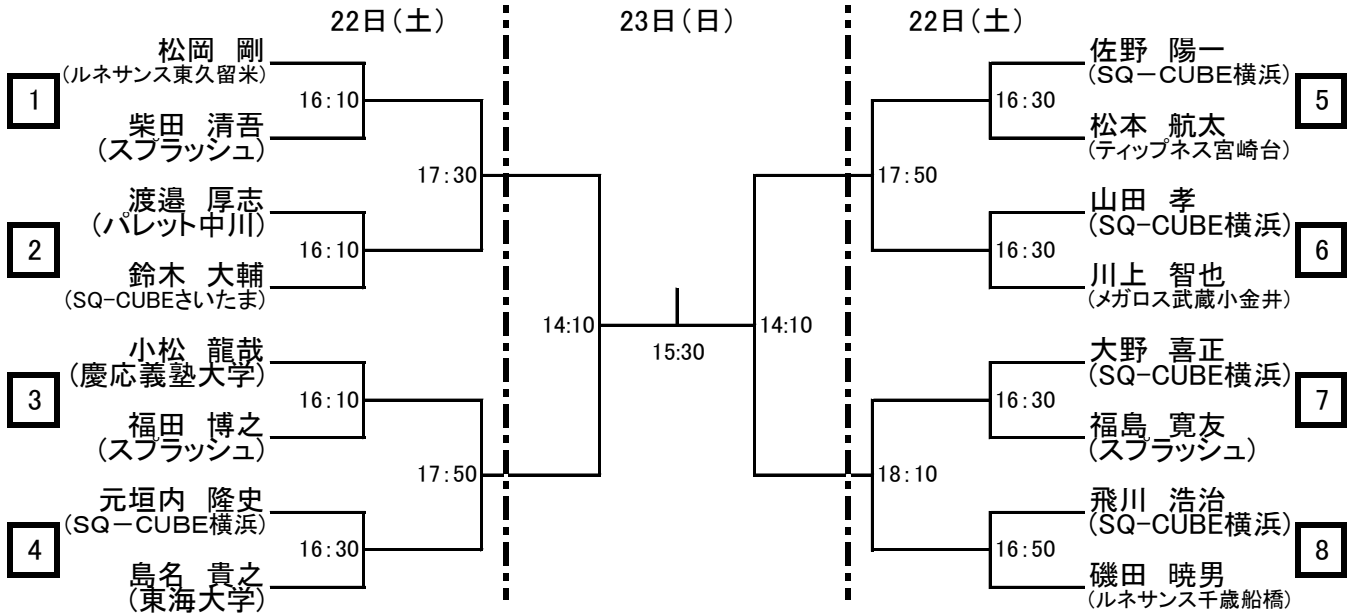 22日(土)
23日(日)
22日(土)
1
松岡 剛
(ルネサンス東久留米)
16:10
柴田 清吾
(スプラッシュ)
17:30
2
渡邉 厚志
(パレット中川)
16:10
鈴木 大輔
(SQ-CUBEさいたま)
14:10
3
小松 龍哉
(慶応義塾大学)
16:10
福田 博之
(スプラッシュ)
17:50
4
元垣内 隆史
(SQ-CUBE横浜)
16:30
島名 貴之
(東海大学)
15:30
佐野 陽一
(SQ-CUBE横浜)
5
16:30
松本 航太
(ティップネス宮崎台)
17:50
山田 孝
(SQ-CUBE横浜)
6
16:30
川上 智也
(メガロス武蔵小金井)
14:10
大野 喜正
(SQ-CUBE横浜)
7
16:30
福島 寛友
(スプラッシュ)
18:10
飛川 浩治
(SQ-CUBE横浜)
8
16:50
磯田 暁男
(ルネサンス千歳船橋)